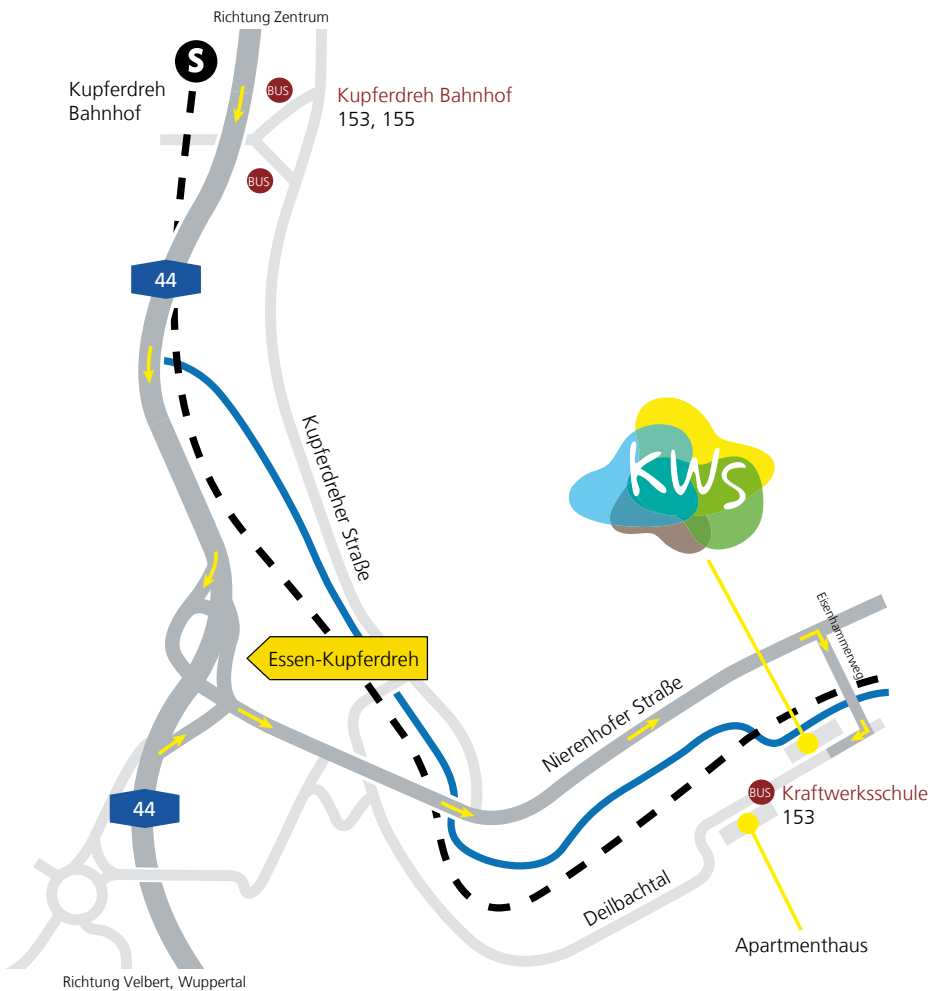 Richtung Zentrum
S
Kupferdreh
Bahnhof
BUS
Kupferdreh Bahnhof
153, 155
BUS
44
Kupferdreher Straße
KWS
Eisenhammerweg
Essen-Kupferdreh
Nierenhofer Straße
44
BUS
Kraftwerksschule
153
Deilbachtal
Apartmenthaus
Richtung Velbert, Wuppertal